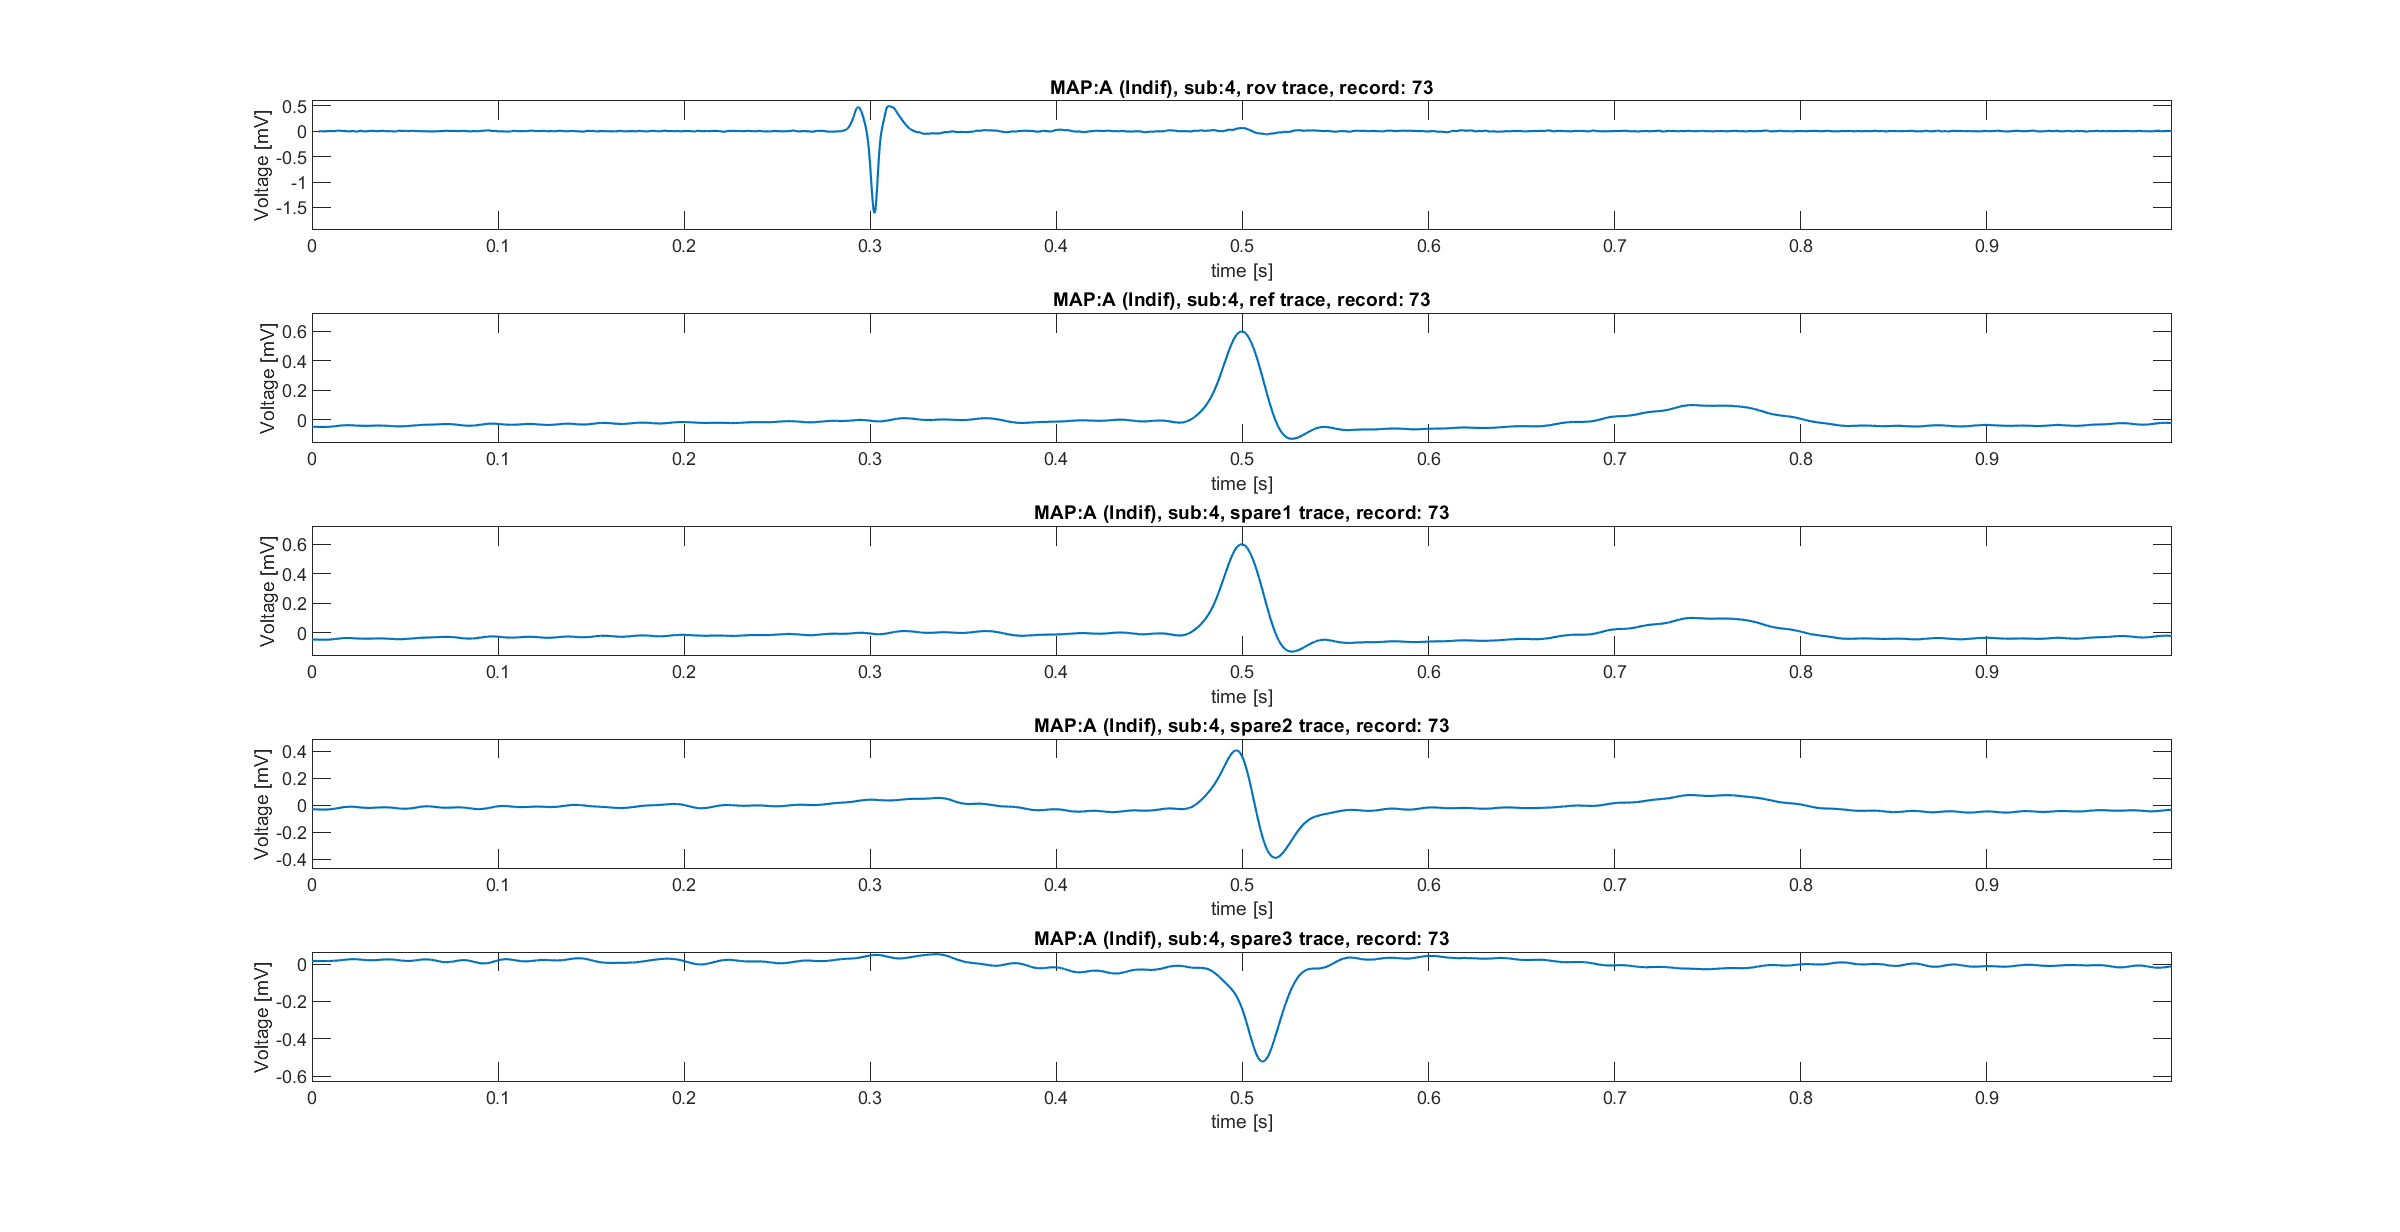 MAP:A (Indif), sub:4, rov trace, record: 73
Voltage [mV]
0.5
0
-0.5
-1
-1.5
0 0.1 0.2 0.3 0.4 0.5 0.6 0.7 0.8 0.9
time [s]
MAP:A (Indif), sub:4, ref trace, record: 73
Voltage [mV]
0.6
0.4
0.2
0
0 0.1 0.2 0.3 0.4 0.5 0.6 0.7 0.8 0.9
time [s]
MAP:A (Indif), sub:4, spare1 trace, record: 73
Voltage [mV]
0.6
0.4
0.2
0
0 0.1 0.2 0.3 0.4 0.5 0.6 0.7 0.8 0.9
time [s]
MAP:A (Indif), sub:4, spare2 trace, record: 73
Voltage [mV]
0.4
0.2
0
-0.2
-0.4
0 0.1 0.2 0.3 0.4 0.5 0.6 0.7 0.8 0.9
time [s]
MAP:A (Indif), sub:4, spare3 trace, record: 73
Voltage [mV]
0
-0.2
-0.4
-0.6
0 0.1 0.2 0.3 0.4 0.5 0.6 0.7 0.8 0.9
time [s]